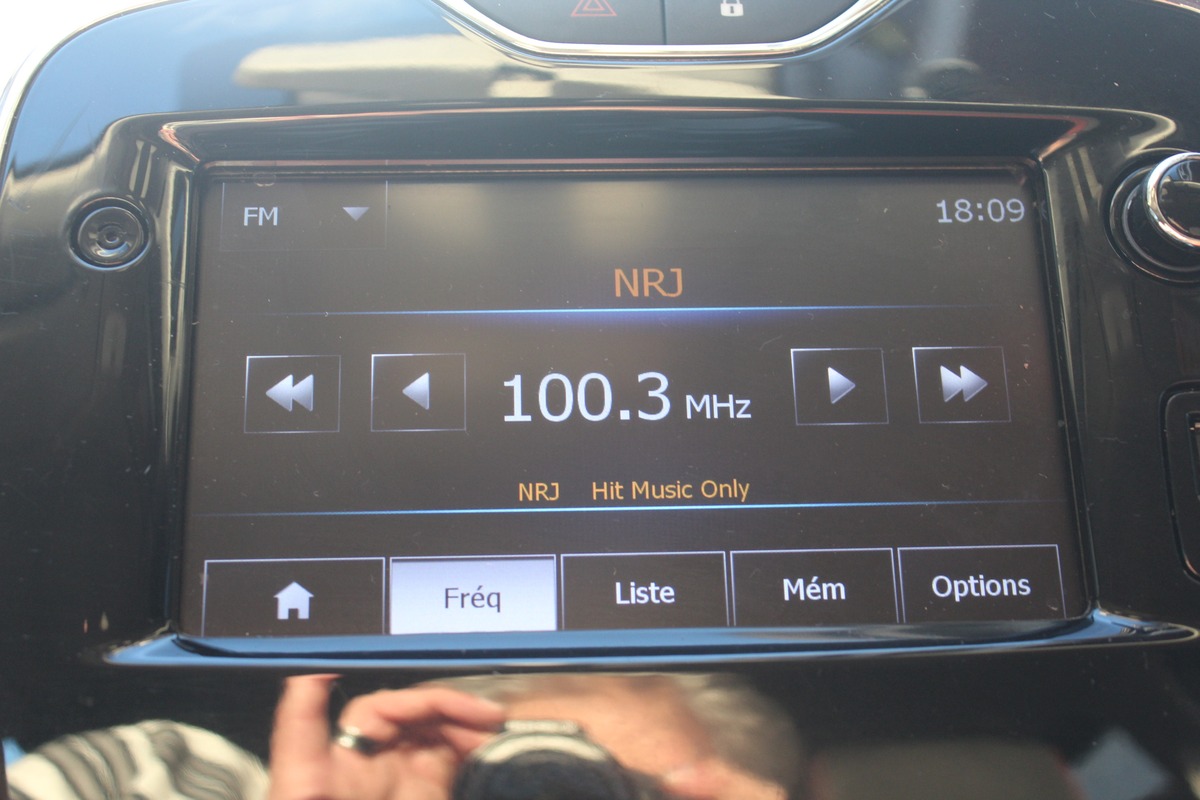 FM
18:09
NRJ
100.3 MHz
NRJ Hit Music Only
Fréq Liste Mém Options